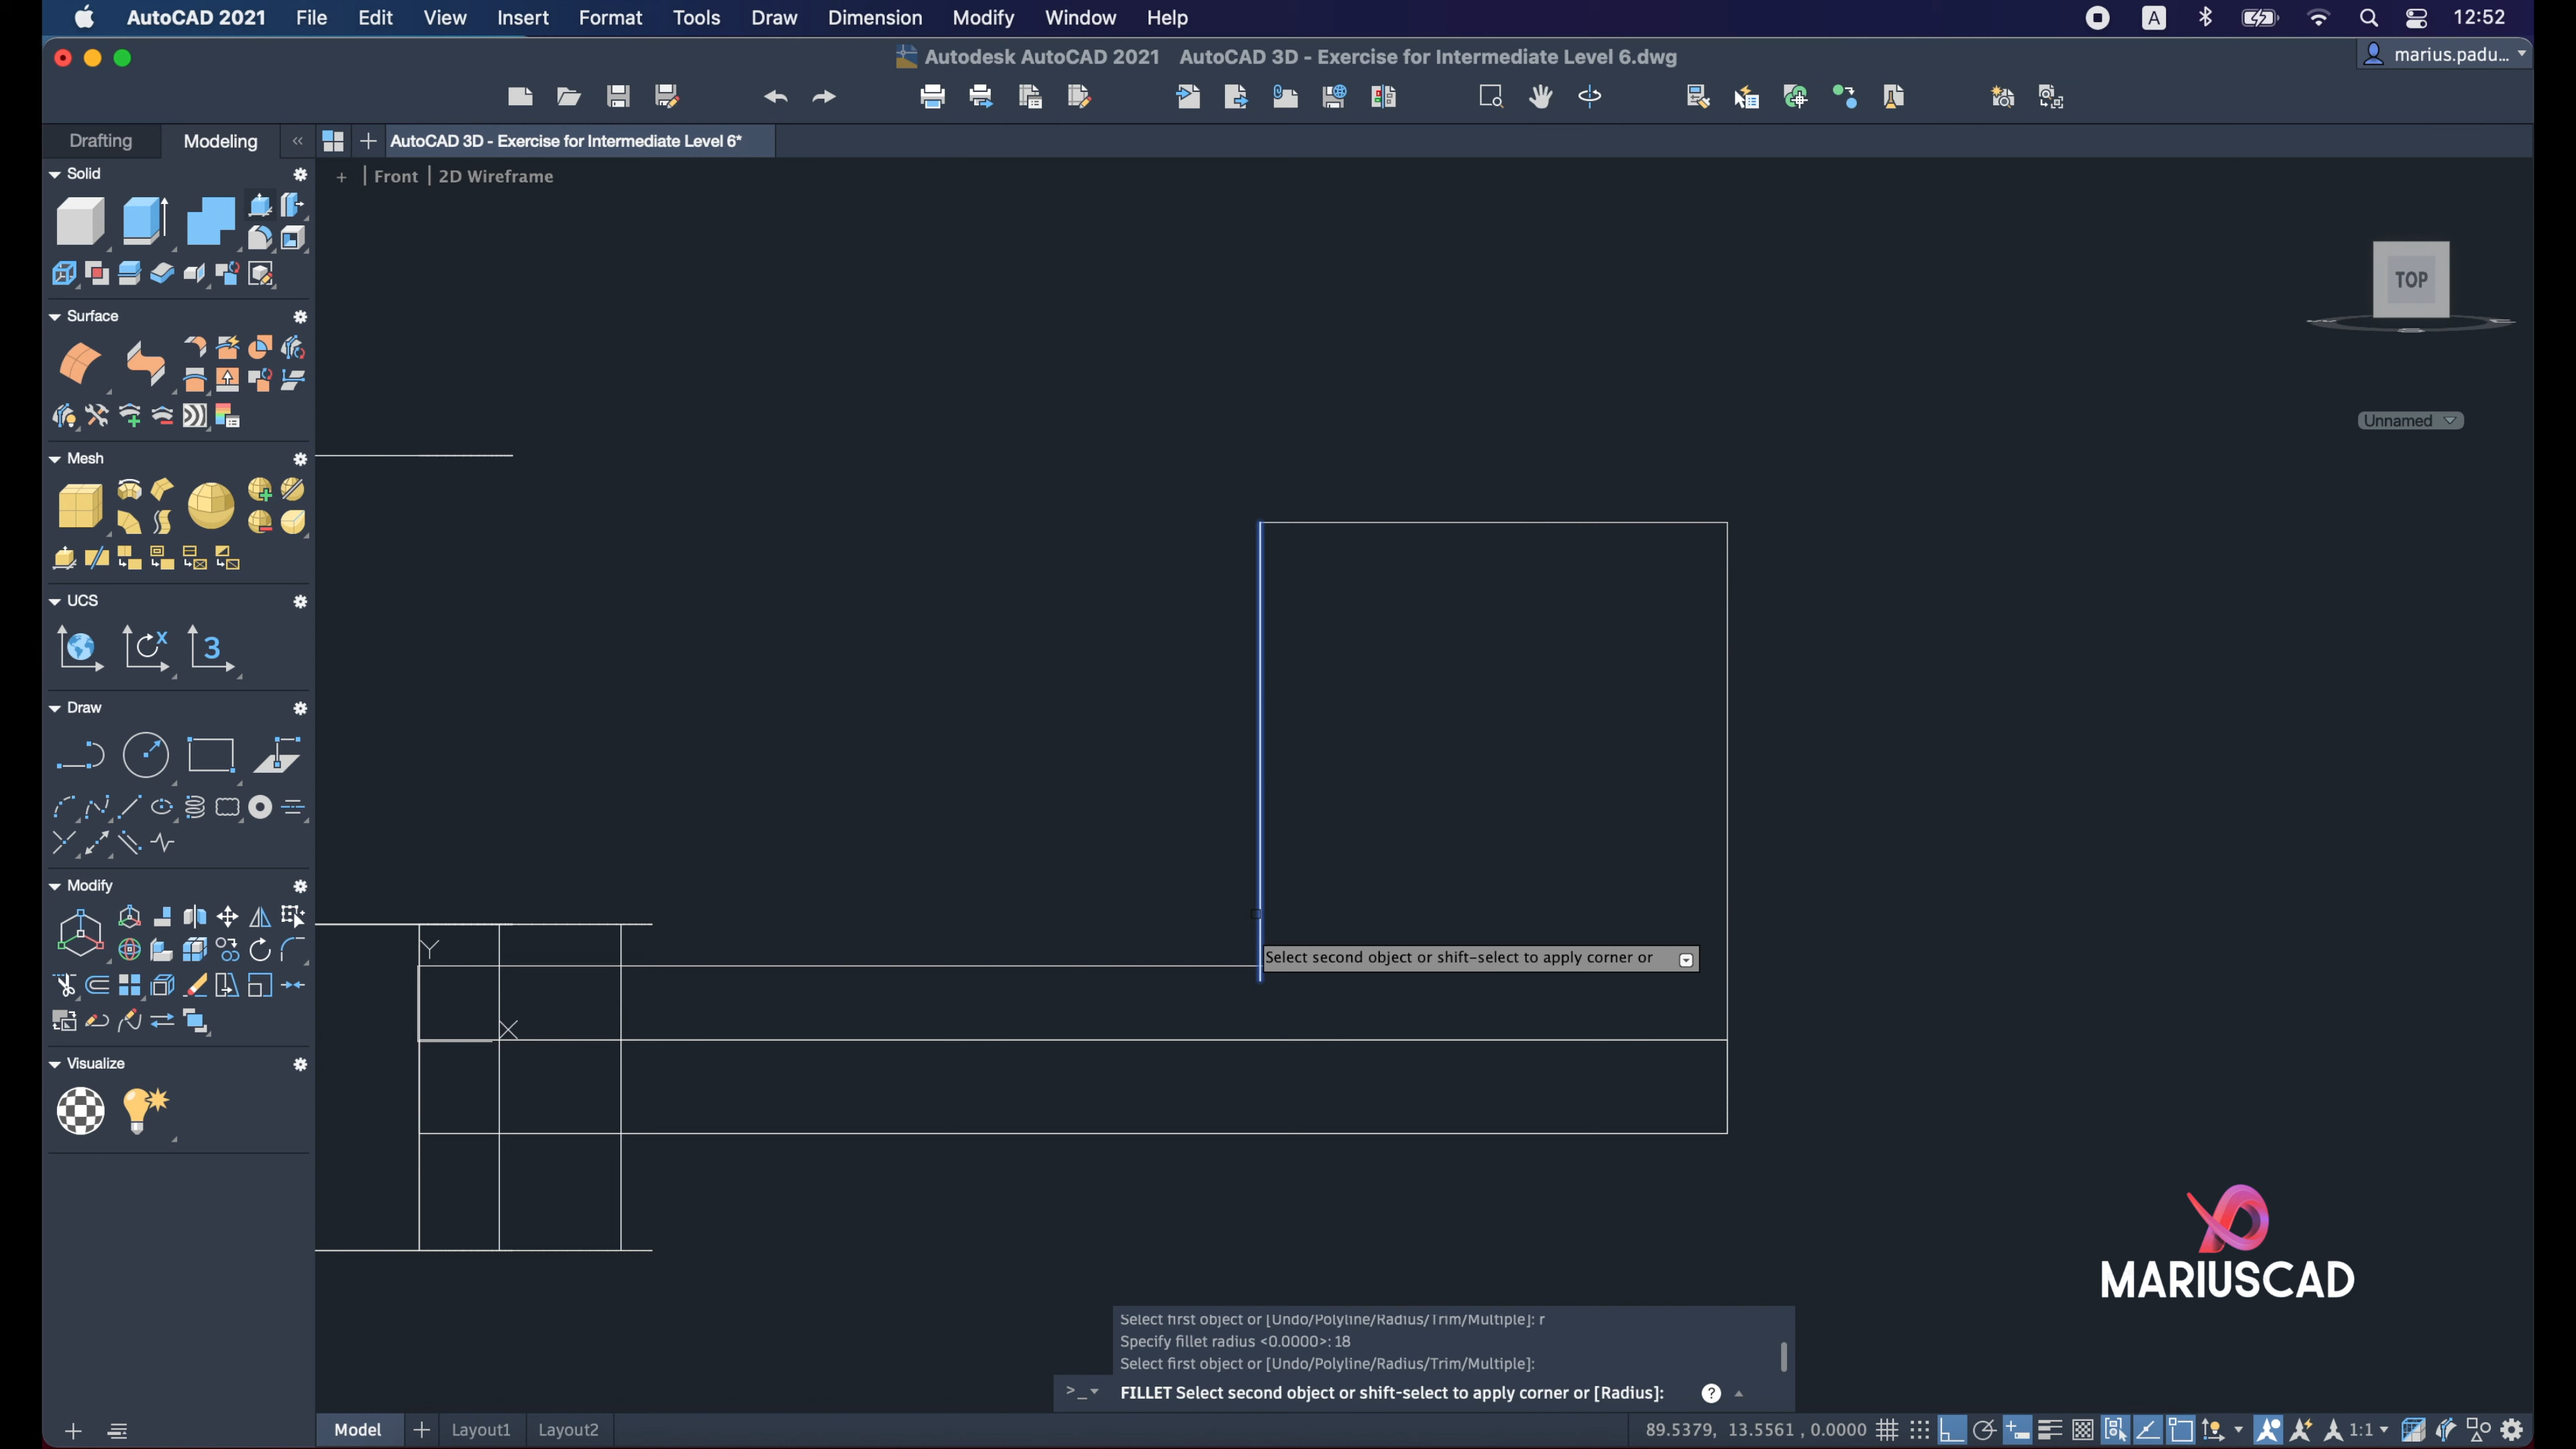 AutoCAD 2021 File Edit View Insert Format Tools Draw Dimension Modify Window Help A 12:52
Autodesk AutoCAD 2021 AutoCAD 3D - Exercise for Intermediate Level 6.dwg
marius.padu...
Drafting Modeling « + AutoCAD 3D - Exercise for Intermediate Level 6*
Solid
+ | Front | 2D Wireframe
TOP
Surface
Unnamed
Mesh
UCS
X
3
Draw
Modify
Y
Select second object or shift-select to apply corner or
X
Visualize
MARIUSCAD
Select first object or [Undo/Polyline/Radius/Trim/Multiple]: r
Specify fillet radius <0.0000>: 18
Select first object or [Undo/Polyline/Radius/Trim/Multiple]:
>_ FILLET Select second object or shift-select to apply corner or [Radius]: ?
Model + Layout1 Layout2 89.5379, 13.5561 , 0.0000 1:1